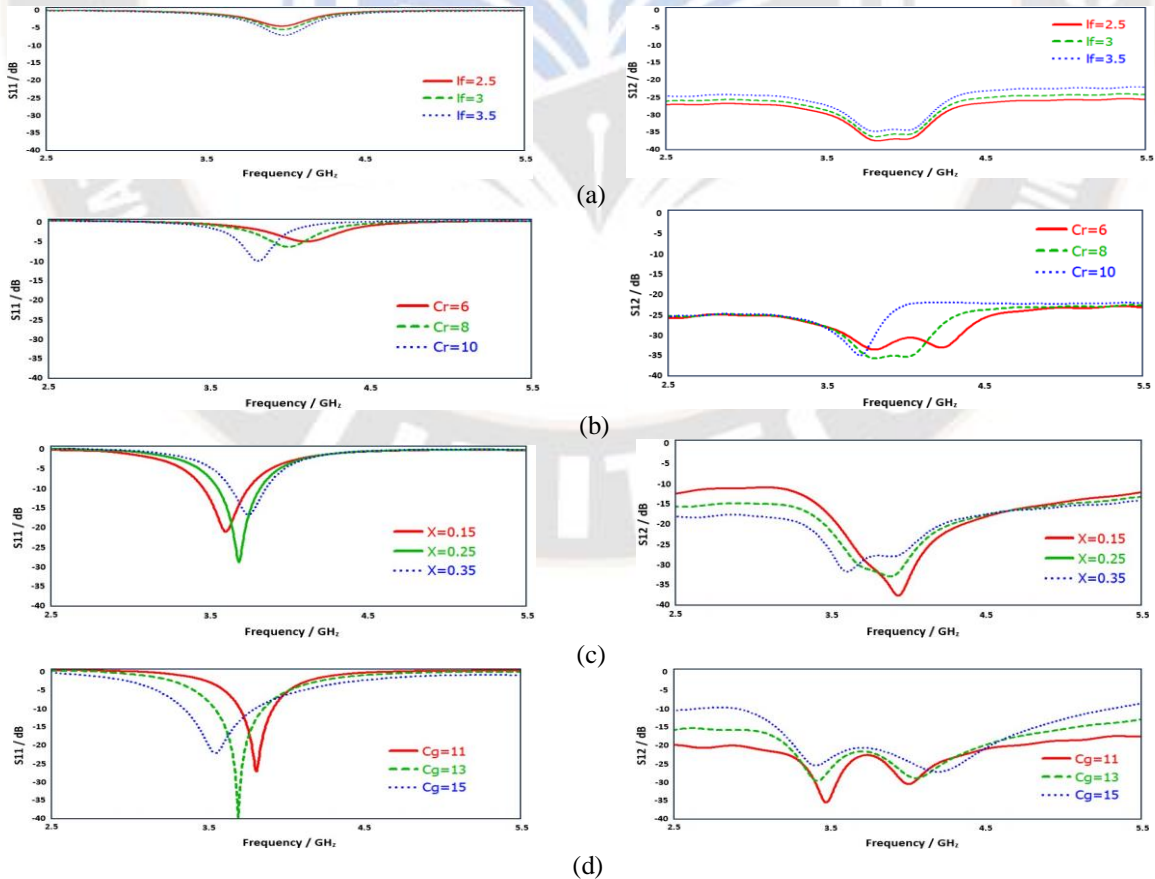 S11 / dB
0
-5
-10
-15
-20
-25
-30
-35
-40
lf=2.5
lf=3
lf=3.5
2.5
3.5
4.5
5.5
Frequency / GHz
S12 / dB
0
-5
-10
-15
-20
-25
-30
-35
-40
lf=2.5
lf=3
lf=3.5
2.5
3.5
4.5
5.5
Frequency / GHz
(a)
S11 / dB
0
-5
-10
-15
-20
-25
-30
-35
-40
Cr=6
Cr=8
Cr=10
2.5
3.5
4.5
5.5
Frequency / GHz
S12 / dB
0
-5
-10
-15
-20
-25
-30
-35
-40
Cr=6
Cr=8
Cr=10
2.5
3.5
4.5
5.5
Frequency / GHz
(b)
S11 / dB
0
-5
-10
-15
-20
-25
-30
-35
-40
X=0.15
X=0.25
X=0.35
2.5
3.5
4.5
5.5
Frequency / GHz
S12 / dB
0
-5
-10
-15
-20
-25
-30
-35
-40
X=0.15
X=0.25
X=0.35
2.5
3.5
4.5
5.5
Frequency / GHz
(c)
S11 / dB
0
-5
-10
-15
-20
-25
-30
-35
-40
Cg=11
Cg=13
Cg=15
2.5
3.5
4.5
5.5
Frequency / GHz
S12 / dB
0
-5
-10
-15
-20
-25
-30
-35
-40
Cg=11
Cg=13
Cg=15
2.5
3.5
4.5
5.5
Frequency / GHz
(d)